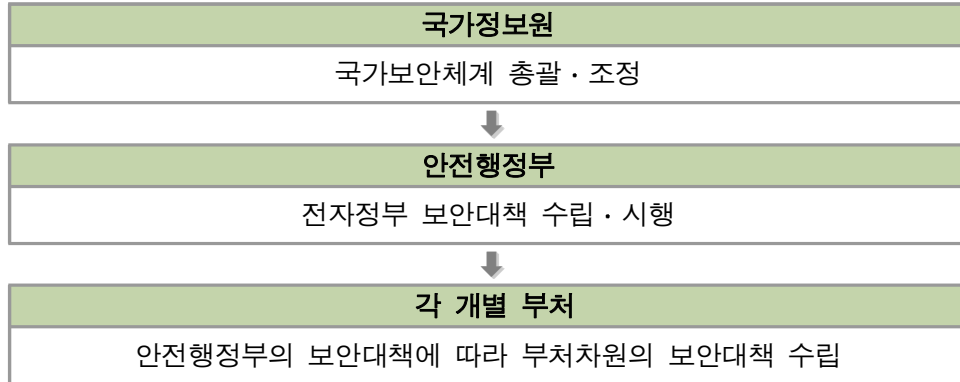 국가정보원
국가보안체계 총괄·조정
안전행정부
전자정부 보안대책 수립·시행
각 개별 부처
안전행정부의 보안대책에 따라 부처차원의 보안대책 수립